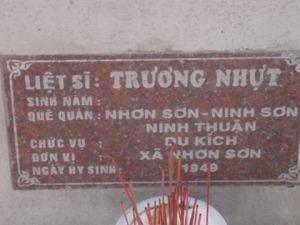 LIỆT SĨ: TRƯƠNG NHỰT
SINH NĂM:
QUÊ QUÁN: NHƠN SƠN-NINH SƠN
NINH THUẬN
CHỨC VỤ: DU KÍCH
ĐƠN VỊ: XÃ NHƠN SƠN
NGÀY HY SINH: 1949